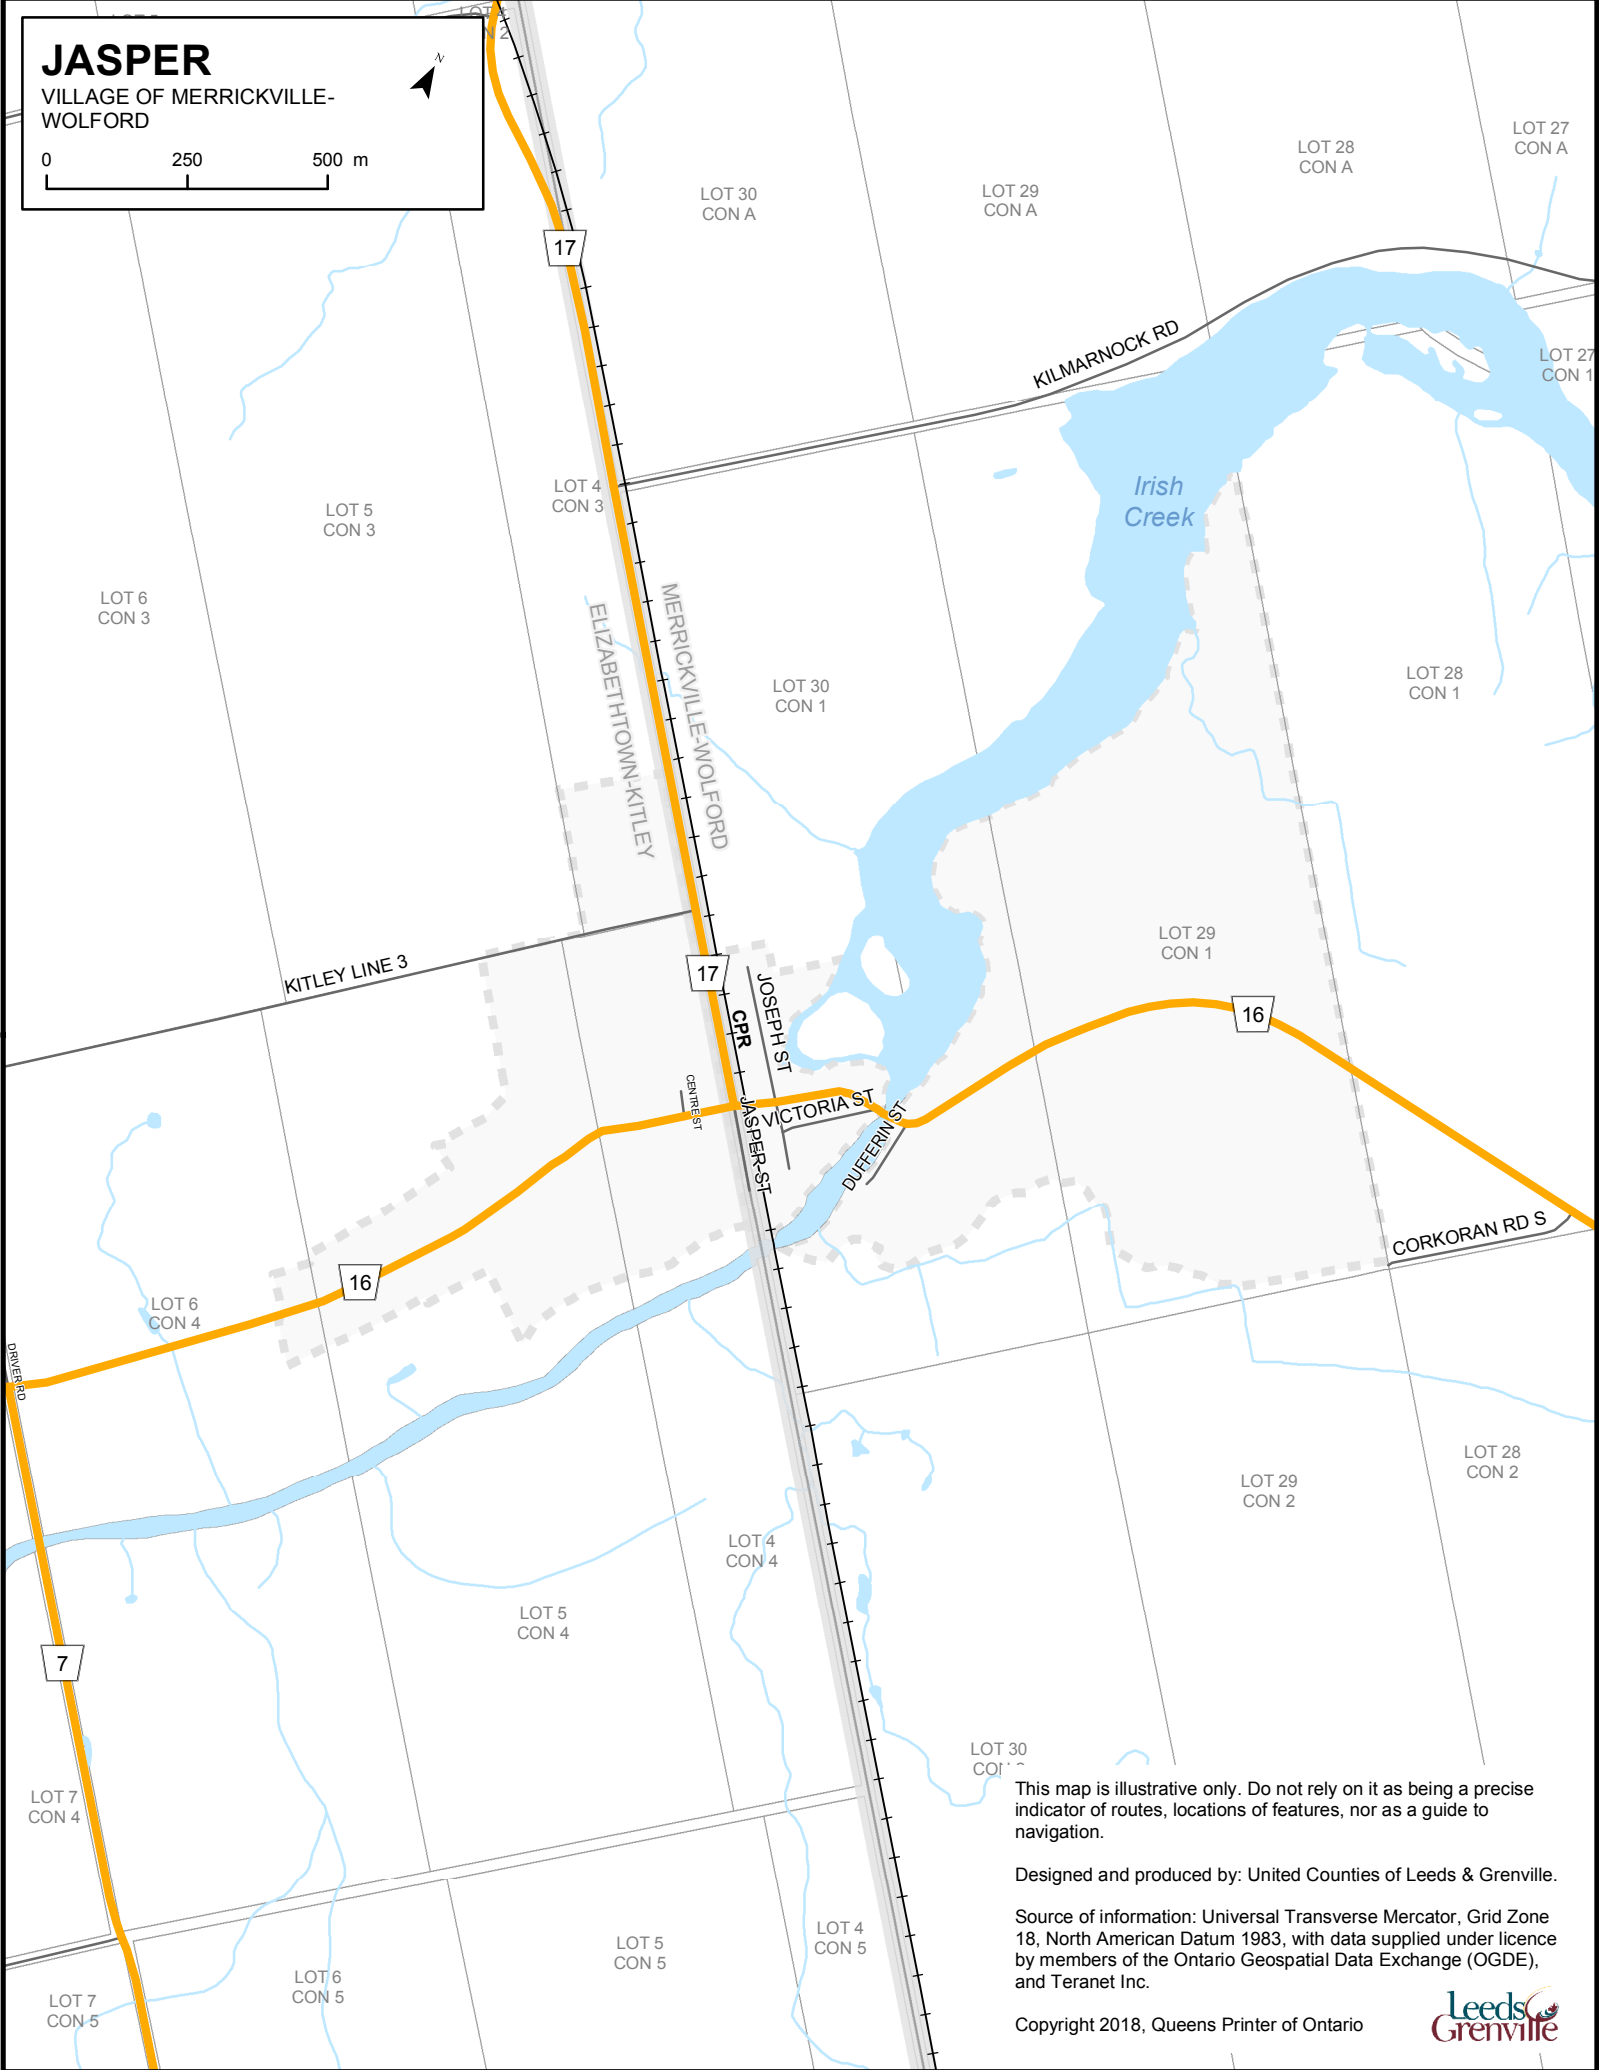 JASPER
VILLAGE OF MERRICKVILLE-
WOLFORD
N
0 250 500 m
LOT 27
CON A
LOT 28
CON A
LOT 29
CON A
LOT 30
CON A
17
KILMARNOCK RD
LOT 27
CON 1
Irish
Creek
LOT 4
CON 3
LOT 5
CON 3
LOT 6
CON 3
ELIZABETHTOWN-KITLEY
MERRICKVILLE-WOLFORD
LOT 30
CON 1
LOT 28
CON 1
LOT 29
CON 1
KITLEY LINE 3
17
CPR
JOSEPH ST
16
CENTRE ST
JASPER ST
VICTORIA ST
DUFFERIN ST
CORKORAN RD S
16
LOT 6
CON 4
DRIVER RD
LOT 28
CON 2
LOT 29
CON 2
LOT 4
CON 4
LOT 5
CON 4
7
LOT 30
LOT 7
CON 4
LOT 4
CON 5
LOT 5
CON 5
LOT 6
CON 5
LOT 7
CON 5
This map is illustrative only. Do not rely on it as being a precise
indicator of routes, locations of features, nor as a guide to
navigation.
Designed and produced by: United Counties of Leeds & Grenville.
Source of information: Universal Transverse Mercator, Grid Zone
18, North American Datum 1983, with data supplied under licence
by members of the Ontario Geospatial Data Exchange (OGDE),
and Teranet Inc.
Copyright 2018, Queens Printer of Ontario
Leeds
Grenville